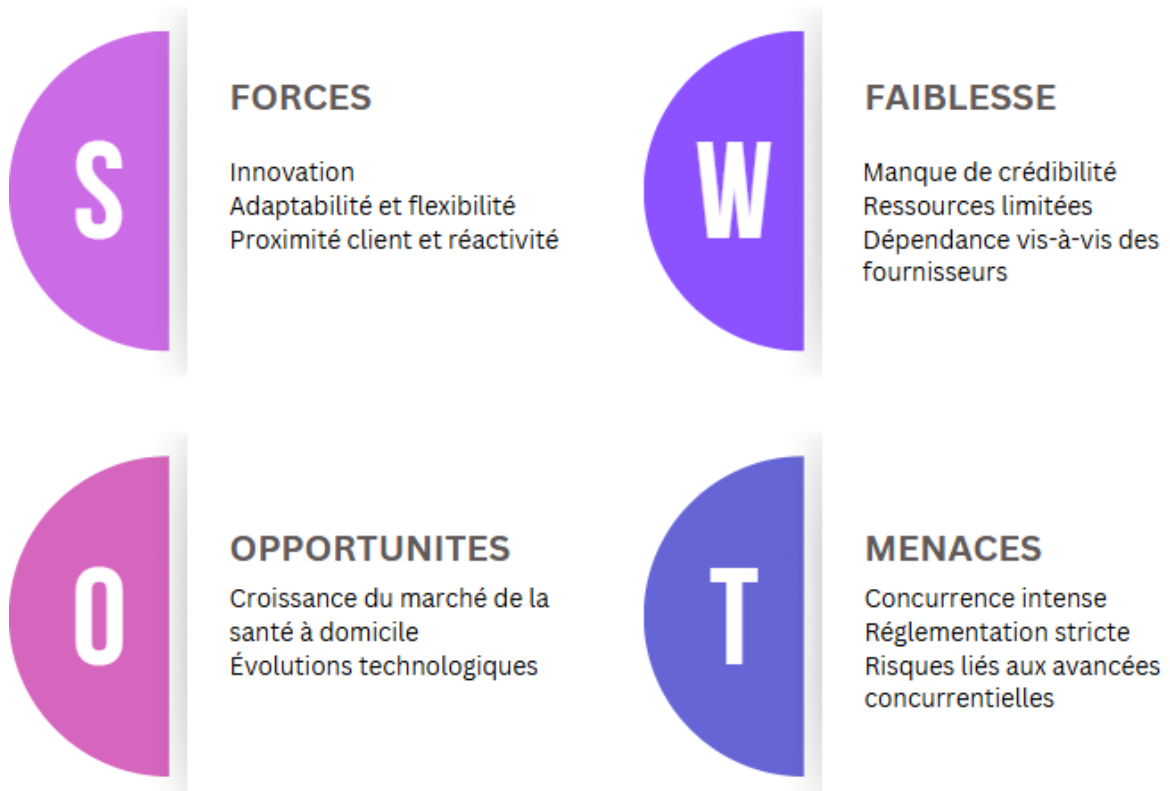 S
FORCES
Innovation
Adaptabilité et flexibilité
Proximité client et réactivité
W
FAIBLESSE
Manque de crédibilité
Ressources limitées
Dépendance vis-à-vis des
fournisseurs
O
OPPORTUNITES
Croissance du marché de la
santé à domicile
Évolutions technologiques
T
MENACES
Concurrence intense
Réglementation stricte
Risques liés aux avancées
concurrentielles